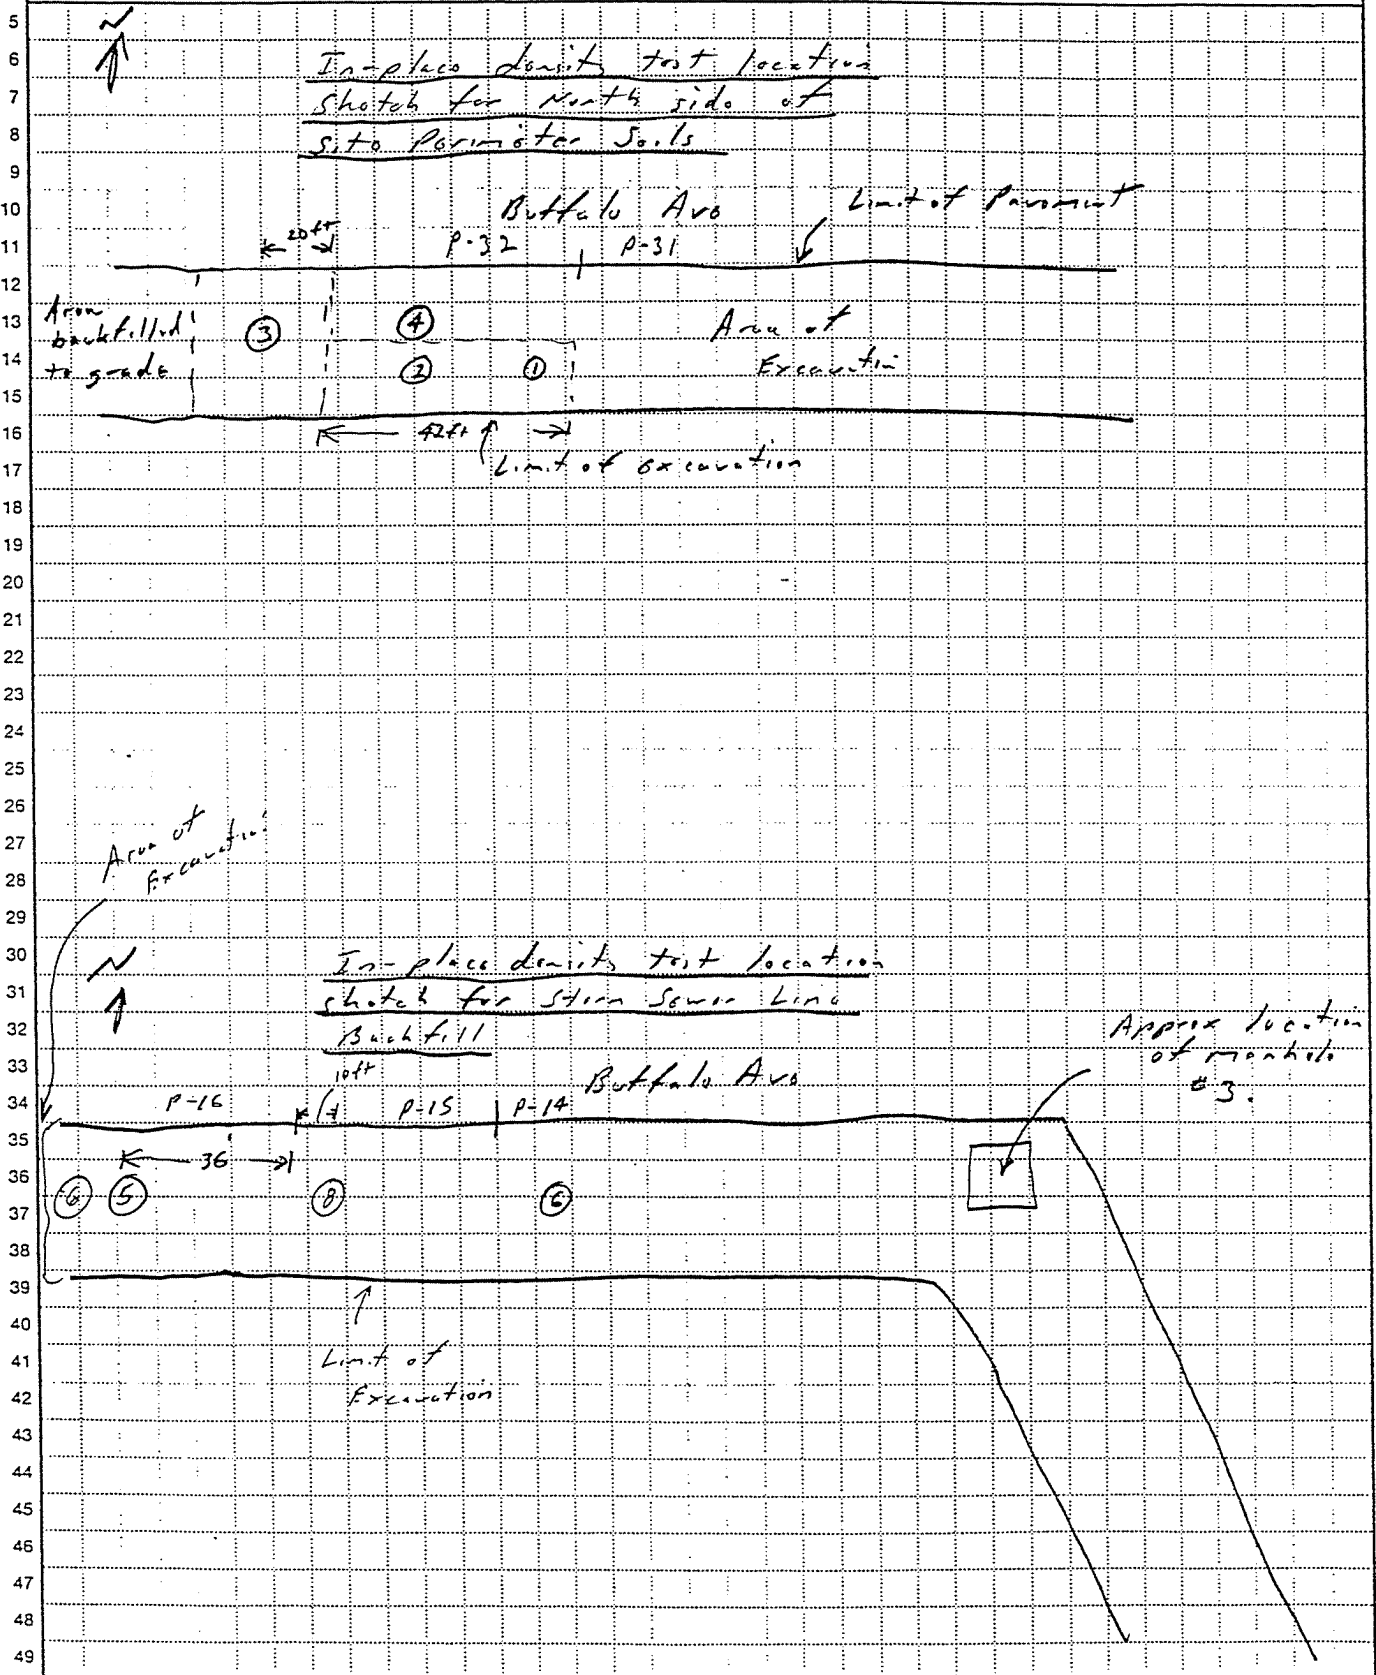 5
N
6
In-place density test location
7
Sketch for North side of
8
Site Perimeter Soils
9
10
Buffalo Ave
Limit of Pavement
11
20ft
P-32
P-31
12
13
Area
backfilled
to grade
3
4
Area of
Excavation
14
2
1
15
16
42ft
17
Limit of excavation
18
19
20
21
22
23
24
25
26
27
Area of
Excavation
28
29
30
N
In-place density test location
31
sketch for Storm Sewer Line
32
Backfill
Approx location
of manhole
#3.
33
10ft
Buffalo Ave
34
P-16
P-15
P-14
35
36
36
6
5
8
6
37
38
39
40
41
Limit of
Excavation
42
43
44
45
46
47
48
49